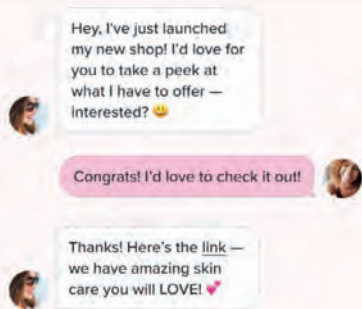 Hey, I've just launched
my new shop! I'd love for
you to take a peek at
what I have to offer —
interested? 😃
Congrats! I'd love to check it out!
Thanks! Here's the link —
we have amazing skin
care you will LOVE! 💕